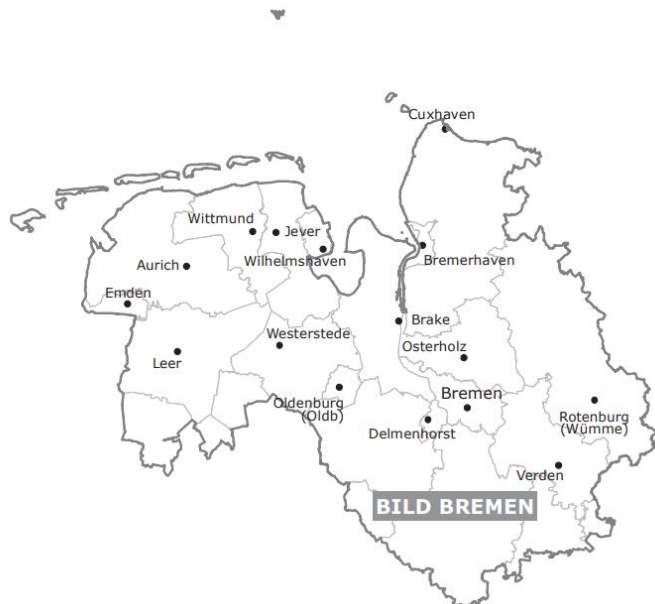 Cuxhaven
Wittmund
Jever
Wilhelmshaven
Bremerhaven
Aurich
Emden
Brake
Westerstede
Osterholz
Leer
Oldenburg
(Oldb)
Bremen
Rotenburg
(Wümme)
Delmenhorst
Verden
BILD BREMEN